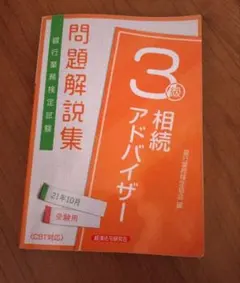 銀行業務検定試験
問題解説集
3級
相続
アドバイザー
銀行業務検定協会 編
21年10月
受験用
〈CBT対応〉
経済法令研究会